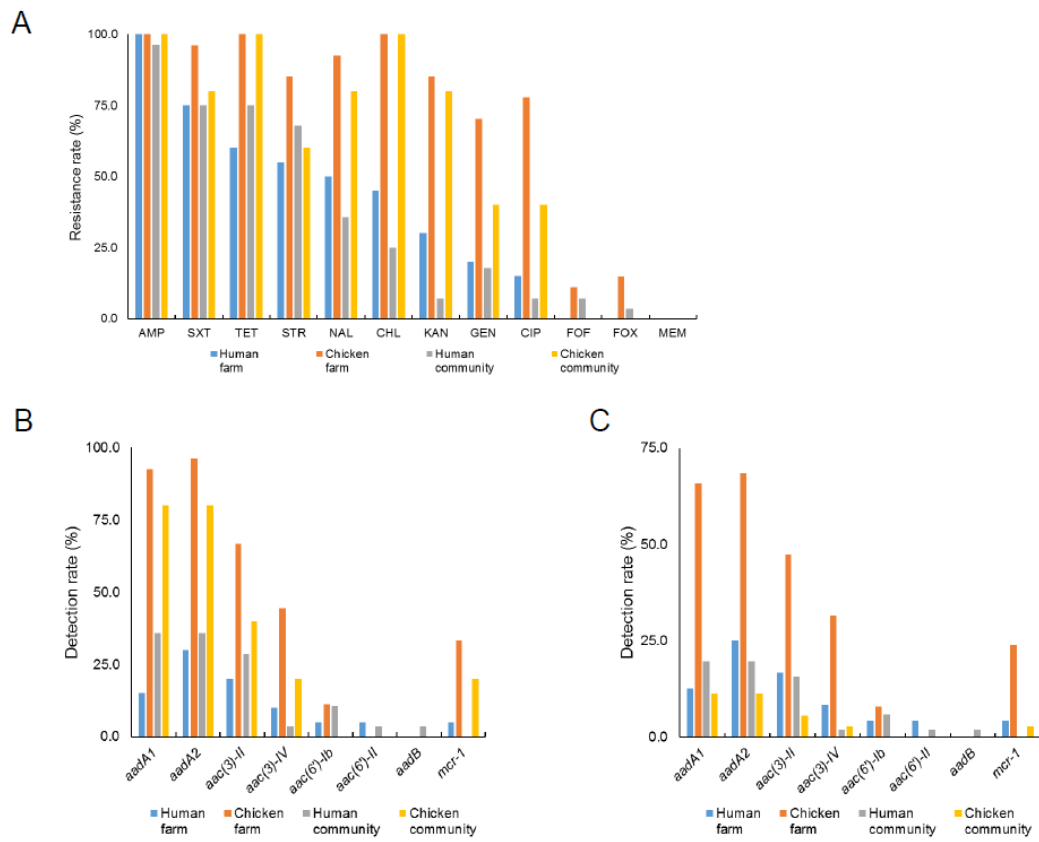 A
100.0
75.0
50.0
25.0
0.0
Resistance rate (%)
AMP SXT TET STR NAL CHL KAN GEN CIP FOF FOX MEM
Human farm Chicken farm Human community Chicken community
B
100.0
75.0
50.0
25.0
0.0
Detection rate (%)
aadA1 aadA2 aac(3)-II aac(3)-IV aac(6')-Ib aac(6')-II aadB mcr-1
Human farm Chicken farm Human community Chicken community
C
75.0
50.0
25.0
0.0
Detection rate (%)
aadA1 aadA2 aac(3)-II aac(3)-IV aac(6')-Ib aac(6')-II aadB mcr-1
Human farm Chicken farm Human community Chicken community